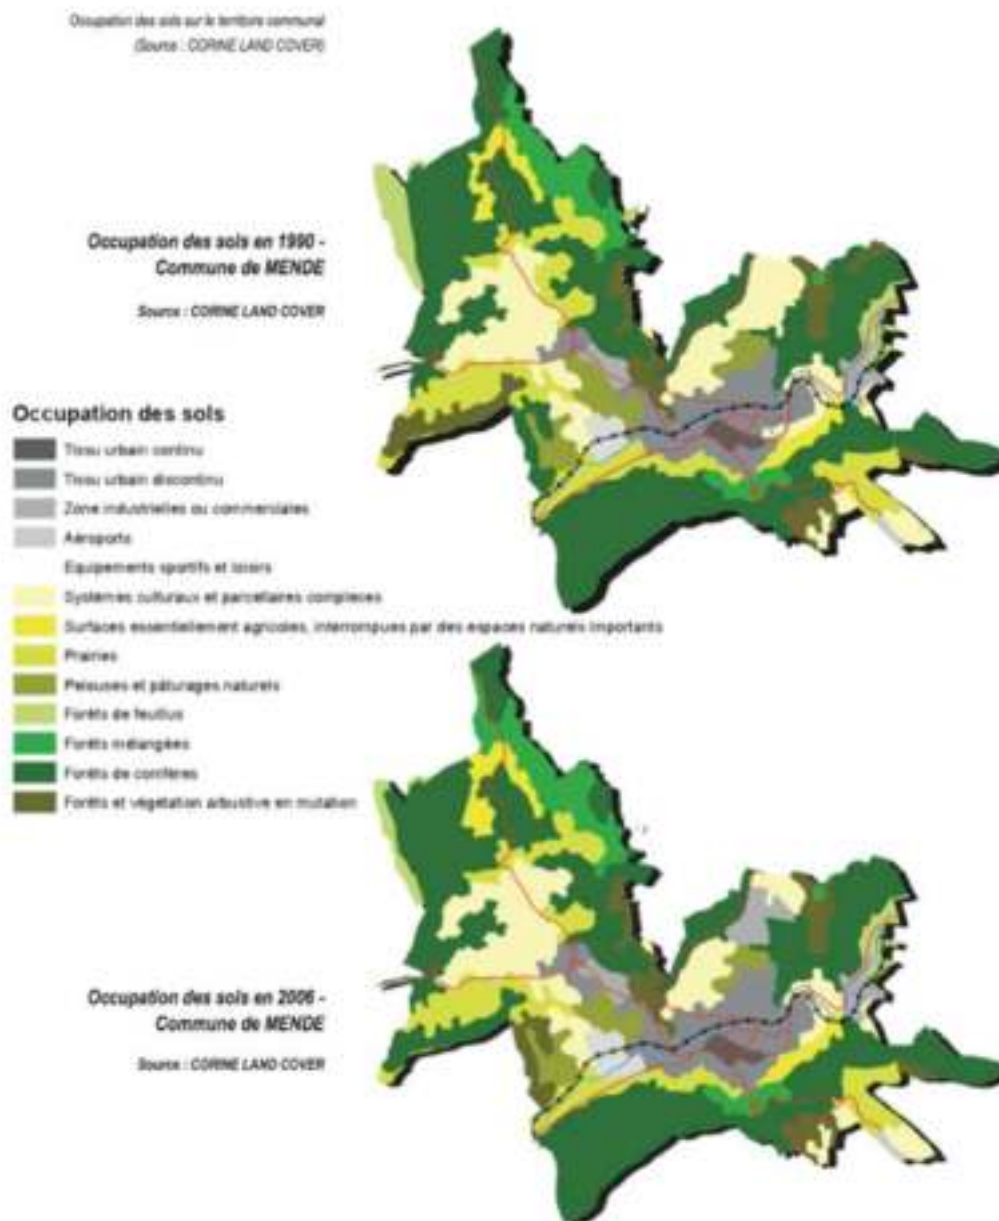 Occupation des sols sur le territoire communal
(Source : CORINE LAND COVER)
Occupation des sols en 1990 -
Commune de MENDE
Source : CORINE LAND COVER
Occupation des sols
Tissu urbain continu
Tissu urbain discontinu
Zone industrielles ou commerciales
Aéroports
Equipements sportifs et loisirs
Systèmes culturaux et parcellaires complexes
Surfaces essentiellement agricoles, interrompues par des espaces naturels importants
Prairies
Pelouses et pâturages naturels
Forêts de feuillus
Forêts mélangées
Forêts de conifères
Forêts et végétation arbustive en mutation
Occupation des sols en 2006 -
Commune de MENDE
Source : CORINE LAND COVER